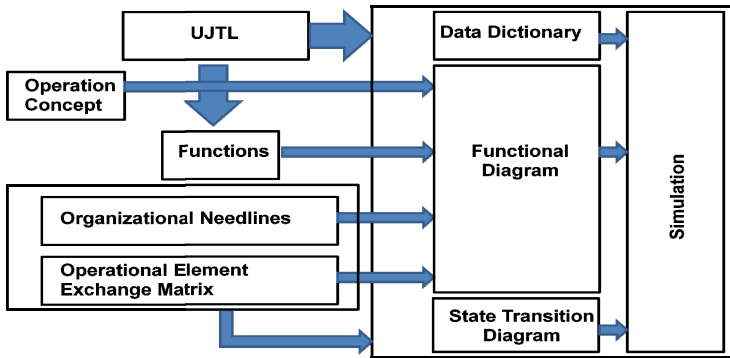 UJTL
Data Dictionary
Operation
Concept
Functions
Functional
Diagram
Organizational Needlines
Operational Element
Exchange Matrix
State Transition
Diagram
Simulation